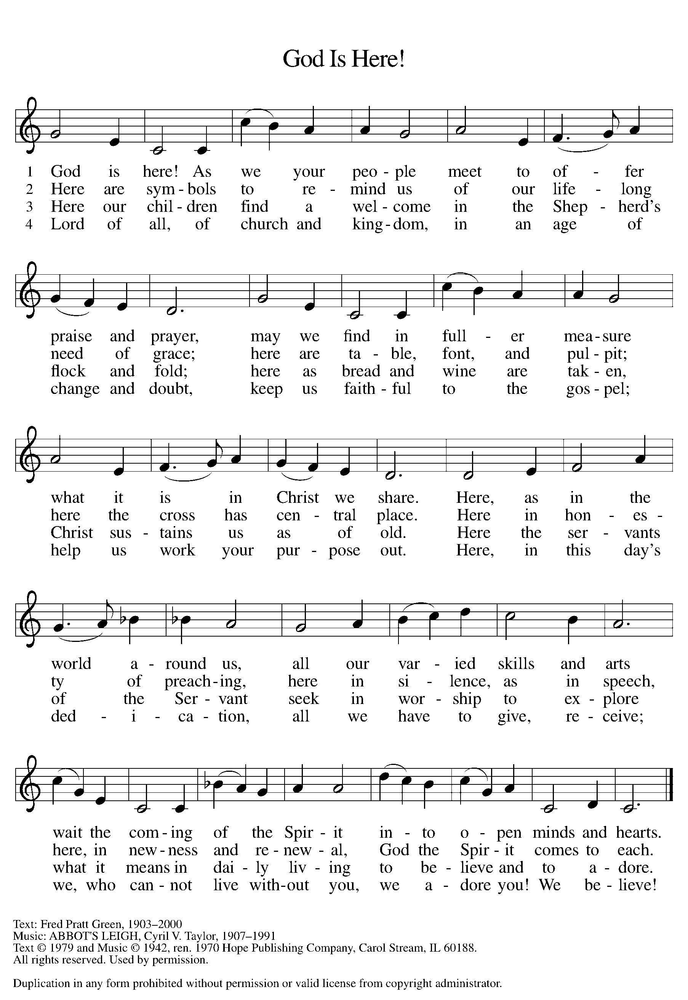 God Is Here!
1 God is here! As we your peo - ple meet to of - fer
2 Here are sym - bols to re - mind us of our life - long
3 Here our chil - dren find a wel - come in the Shep - herd's
4 Lord of all, of church and king - dom, in an age of
praise and prayer, may we find in full - er mea - sure
need of grace; here are ta - ble, font, and pul - pit;
flock and fold; here as bread and wine are tak - en,
change and doubt, keep us faith - ful to the gos - pel;
what it is in Christ we share. Here, as in the
here the cross has cen - tral place. Here in hon - es -
Christ sus - tains us as of old. Here the ser - vants
help us work your pur - pose out. Here, in this day's
world a - round us, all our var - ied skills and arts
ty of preach - ing, here in si - lence, as in speech,
of the Ser - vant seek in wor - ship to ex - plore
ded - i - ca - tion, all we have to give, re - ceive;
wait the com - ing of the Spir - it in - to o - pen minds and hearts.
here, in new - ness and re - new - al, God the Spir - it comes to each.
what it means in dai - ly liv - ing to be - lieve and to a - dore.
we, who can - not live with - out you, we a - dore you! We be - lieve!
Text: Fred Pratt Green, 1903–2000
Music: ABBOT'S LEIGH, Cyril V. Taylor, 1907–1991
Text © 1979 and Music © 1942, ren. 1970 Hope Publishing Company, Carol Stream, IL 60188.
All rights reserved. Used by permission.
Duplication in any form prohibited without permission or valid license from copyright administrator.